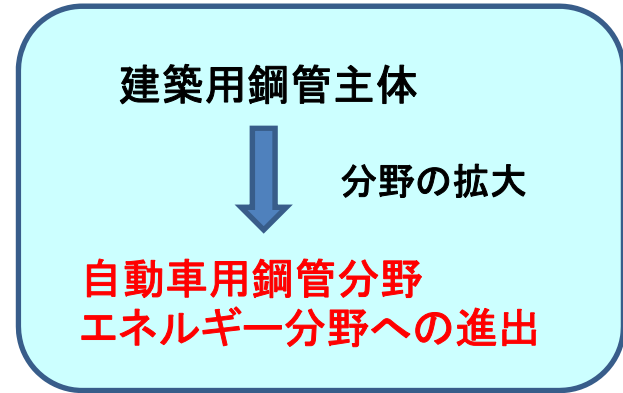 建築用鋼管主体
分野の拡大
自動車用鋼管分野
エネルギー分野への進出